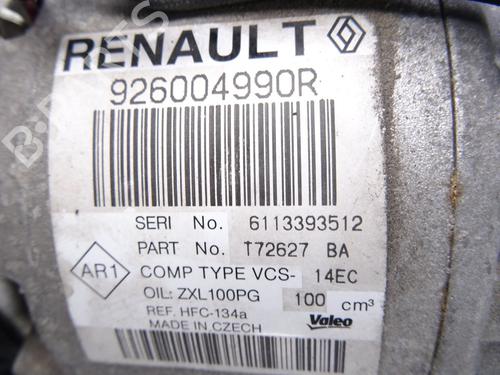 RENAULT
926004990R
SERI No. 6113393512
PART No. T72627 BA
AR1
COMP TYPE VCS- 14EC
OIL: ZXL100PG 100 cm³
REF. HFC-134a
MADE IN CZECH
Valeo